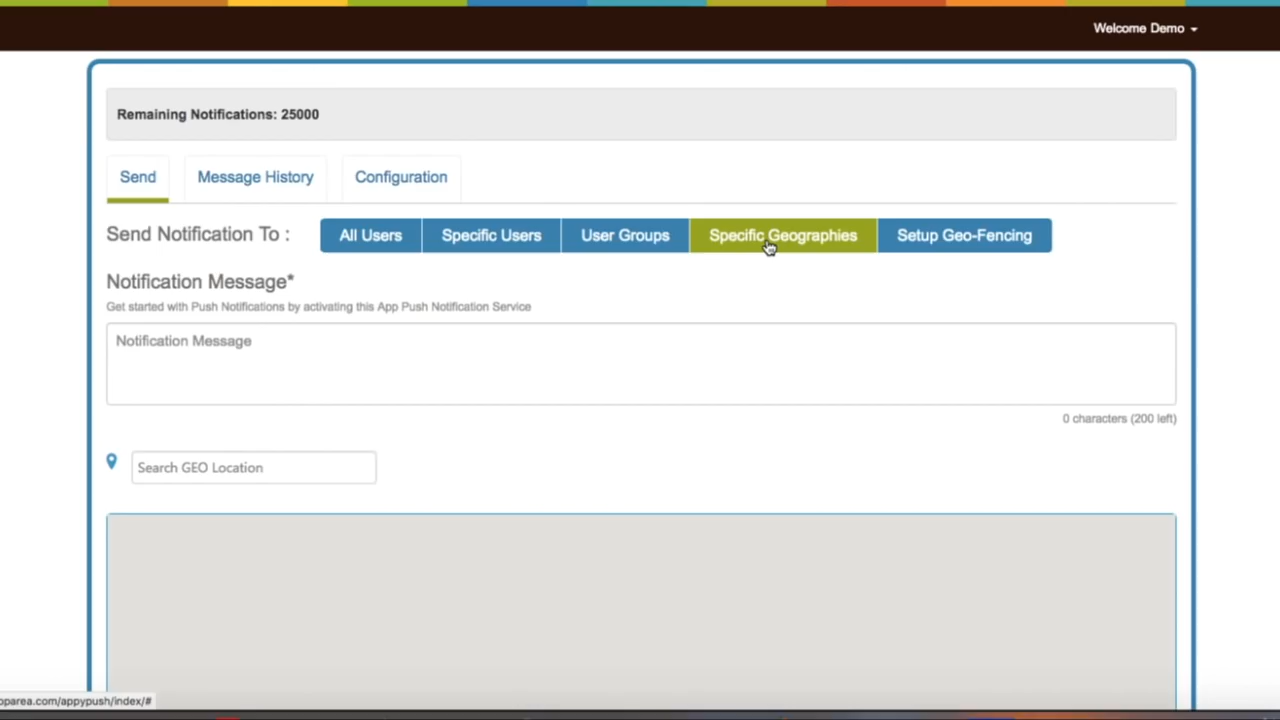 Welcome Demo
Remaining Notifications: 25000
Send Message History Configuration
Send Notification To : All Users Specific Users User Groups Specific Geographies Setup Geo-Fencing
Notification Message*
Get started with Push Notifications by activating this App Push Notification Service
Notification Message
0 characters (200 left)
Search GEO Location
oparea.com/appypush/index/#